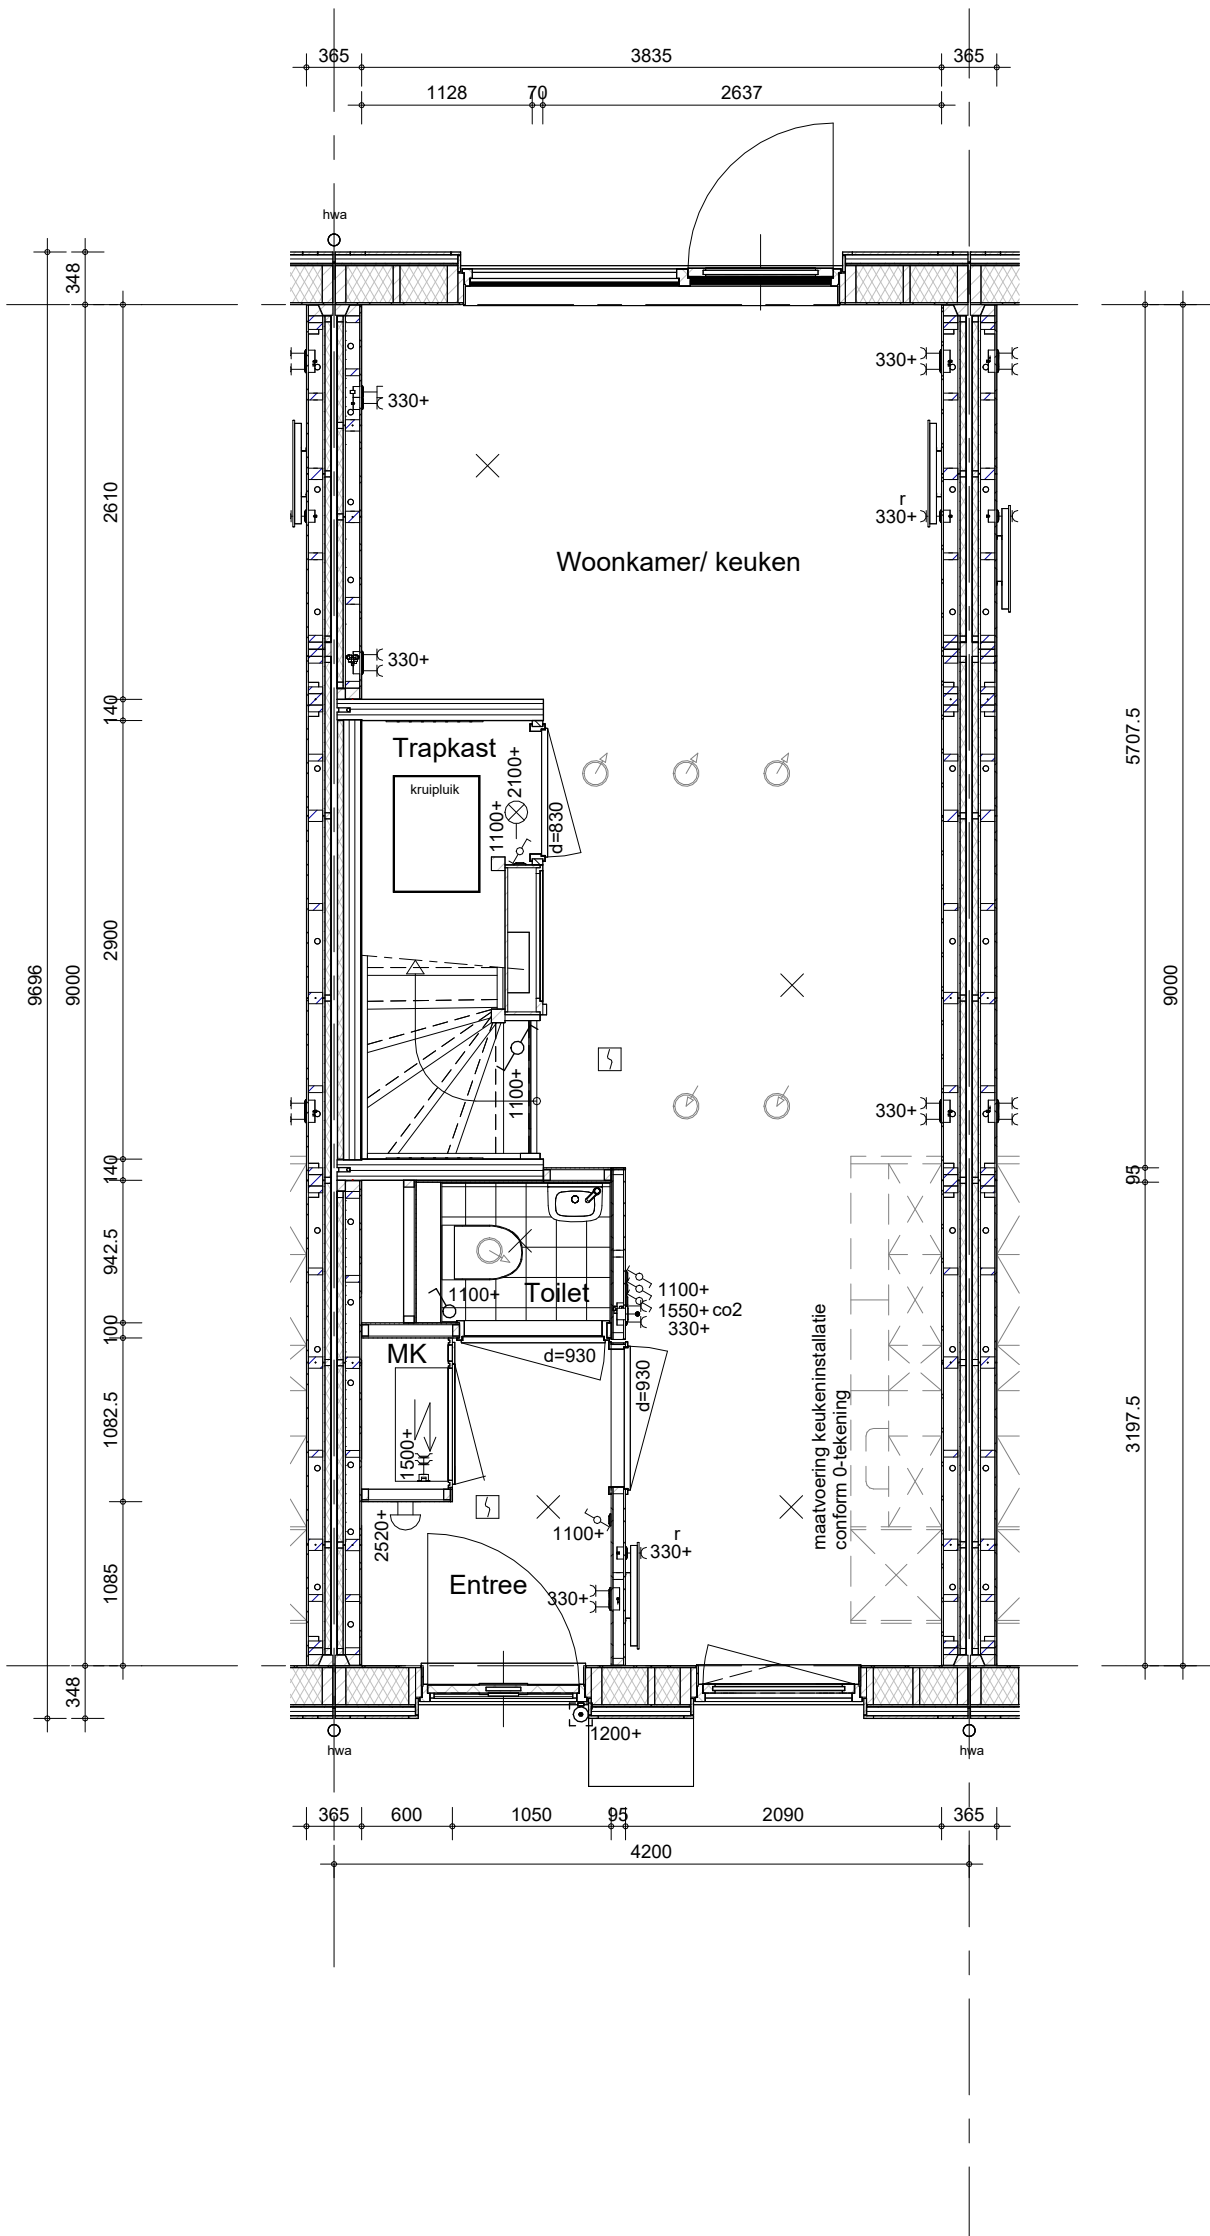 365 3835 365
1128 70 2637
hwa
348
330+
330+
2610
r
330+
330+
Woonkamer/ keuken
330+
140
Trapkast
5707.5
kruipluik
2100+
1100+
d=830
2900
9696
9000
9000
1100+
330+
140
95
942.5
1100+
Toilet
1100+
1550+ co2
330+
100
MK
d=930
d=930
1082.5
1500+
maatvoering keukeninstallatie
conform 0-tekening
3197.5
2520+
1100+
r
330+
1085
Entree
330+
348
1200+
hwa
hwa
365 600 1050 95 2090 365
4200